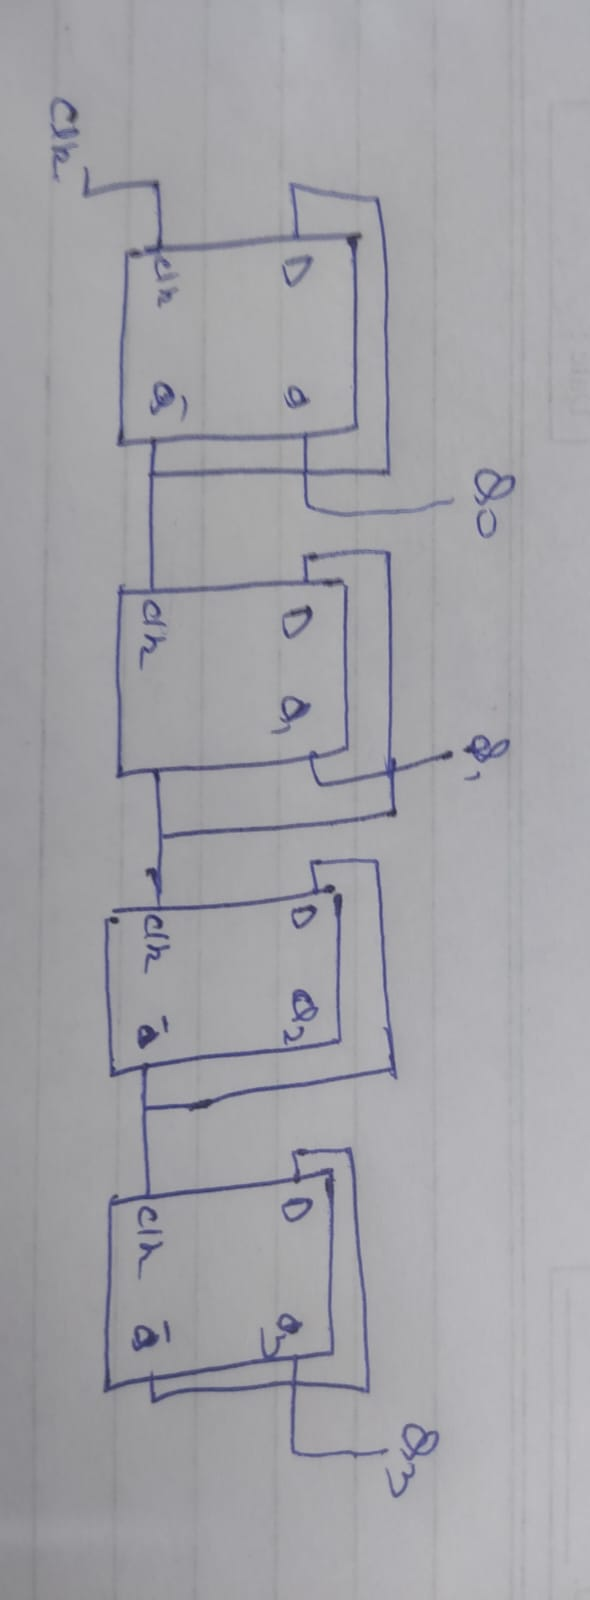 Clk
D Q
clk Q̄
Q0
D Q1
clk
Q1
D Q2
clk Q̄
D Q3
clk Q̄
Q3